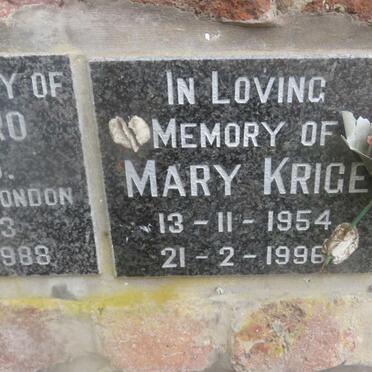 Y OF
RO
.
ONDON
3
988
IN LOVING
MEMORY OF
MARY KRIGE
13 - 11 - 1954
21 - 2 - 1996